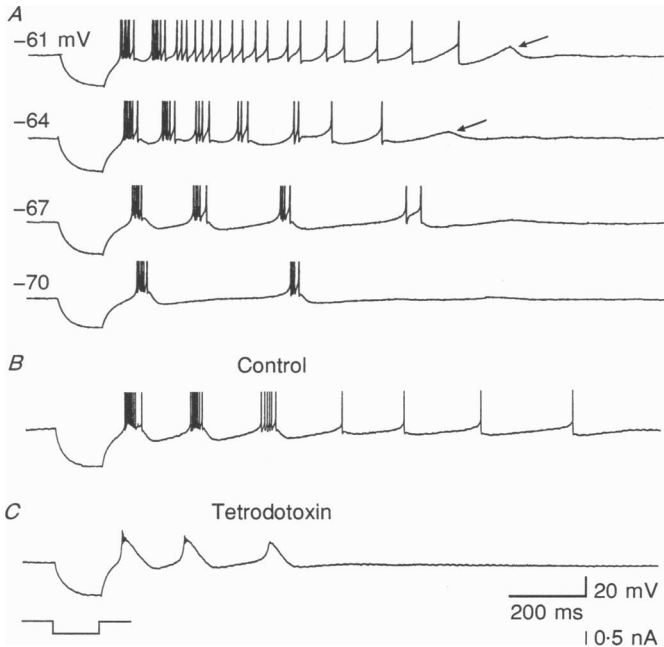 A
−61 mV
−64
−67
−70
B
Control
C
Tetrodotoxin
20 mV
200 ms
0·5 nA